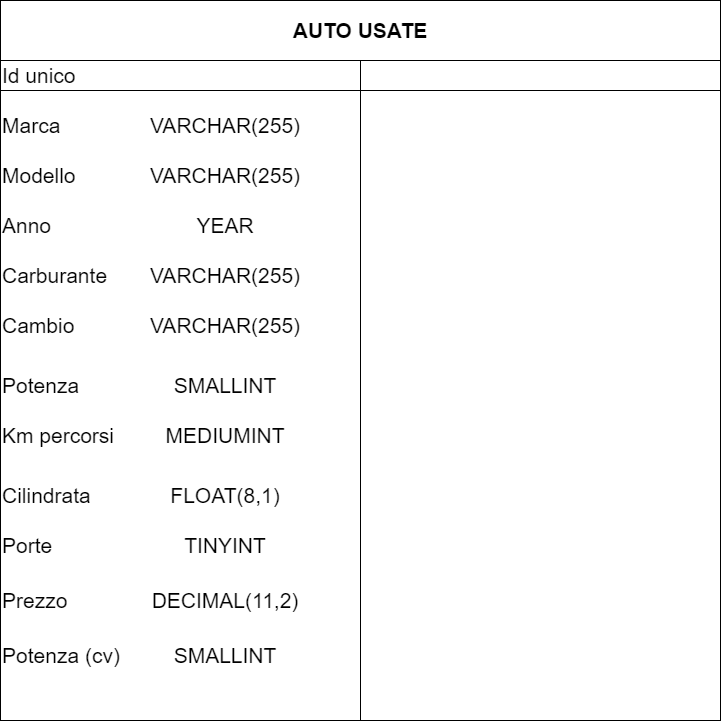 AUTO USATE
Id unico
Marca VARCHAR(255)
Modello VARCHAR(255)
Anno YEAR
Carburante VARCHAR(255)
Cambio VARCHAR(255)
Potenza SMALLINT
Km percorsi MEDIUMINT
Cilindrata FLOAT(8,1)
Porte TINYINT
Prezzo DECIMAL(11,2)
Potenza (cv) SMALLINT